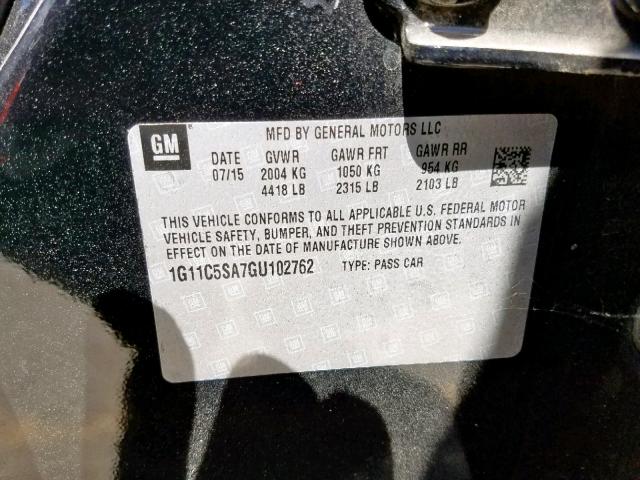 GM
MFD BY GENERAL MOTORS LLC
DATE GVWR GAWR FRT GAWR RR
07/15 2004 KG 1050 KG 954 KG
4418 LB 2315 LB 2103 LB
THIS VEHICLE CONFORMS TO ALL APPLICABLE U.S. FEDERAL MOTOR
VEHICLE SAFETY, BUMPER, AND THEFT PREVENTION STANDARDS IN
EFFECT ON THE DATE OF MANUFACTURE SHOWN ABOVE.
1G11C5SA7GU102762 TYPE: PASS CAR